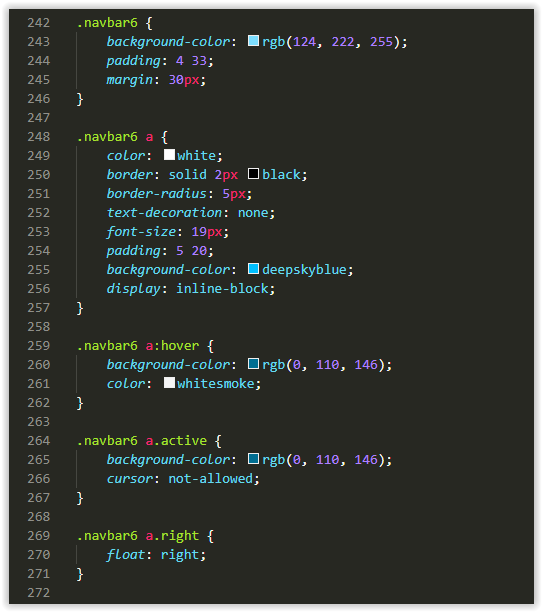 242 .navbar6 {
243     background-color: rgb(124, 222, 255);
244     padding: 4 33;
245     margin: 30px;
246 }
247
248 .navbar6 a {
249     color: white;
250     border: solid 2px black;
251     border-radius: 5px;
252     text-decoration: none;
253     font-size: 19px;
254     padding: 5 20;
255     background-color: deepskyblue;
256     display: inline-block;
257 }
258
259 .navbar6 a:hover {
260     background-color: rgb(0, 110, 146);
261     color: whitesmoke;
262 }
263
264 .navbar6 a.active {
265     background-color: rgb(0, 110, 146);
266     cursor: not-allowed;
267 }
268
269 .navbar6 a.right {
270     float: right;
271 }
272